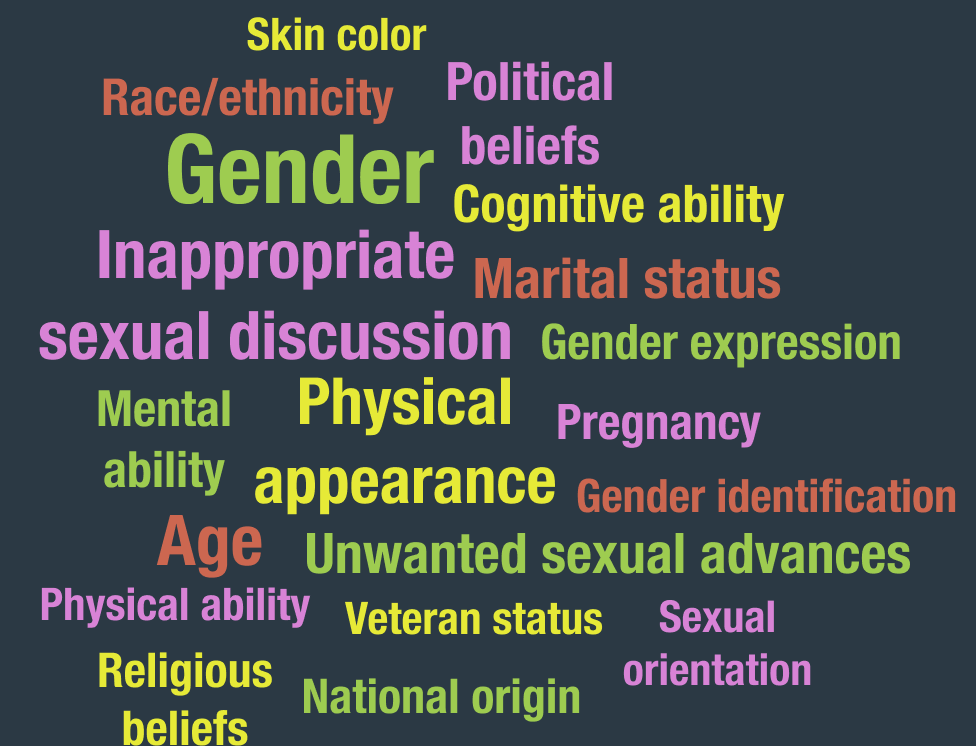 Skin color
Race/ethnicity
Political
beliefs
Gender
Cognitive ability
Inappropriate
sexual discussion
Marital status
Gender expression
Mental
ability
Physical
appearance
Pregnancy
Gender identification
Age
Unwanted sexual advances
Physical ability
Veteran status
Sexual
orientation
Religious
beliefs
National origin